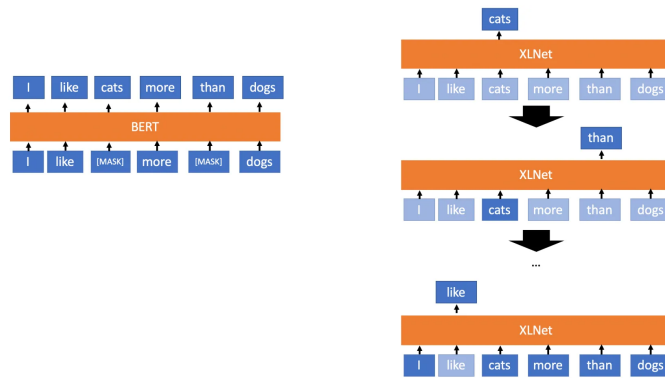 I like cats more than dogs
BERT
I like [MASK] more [MASK] dogs
cats
XLNet
I like cats more than dogs
than
XLNet
I like cats more than dogs
...
like
XLNet
I like cats more than dogs